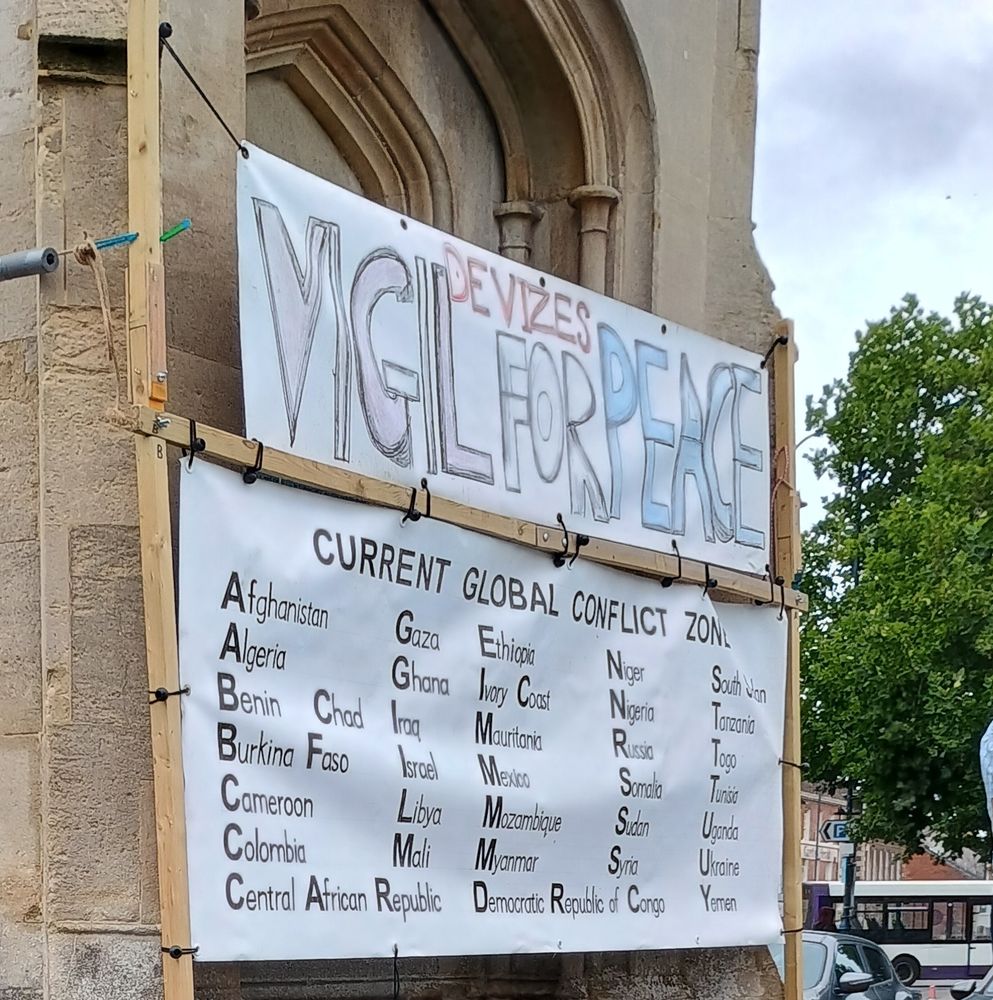 DEVIZES
VIGIL FOR PEACE
CURRENT GLOBAL CONFLICT
Afghanistan Gaza Ethiopia Niger South
Algeria Ghana Ivory Coast Nigeria Tanzania
Benin Chad Iraq Mauritania Russia Togo
Burkina Faso Israel Mexico Somalia Tunisia
Cameroon Libya Mozambique Sudan Uganda
Colombia Mali Myanmar Syria Ukraine
Central African Republic Democratic Republic of Congo Yemen
B
P